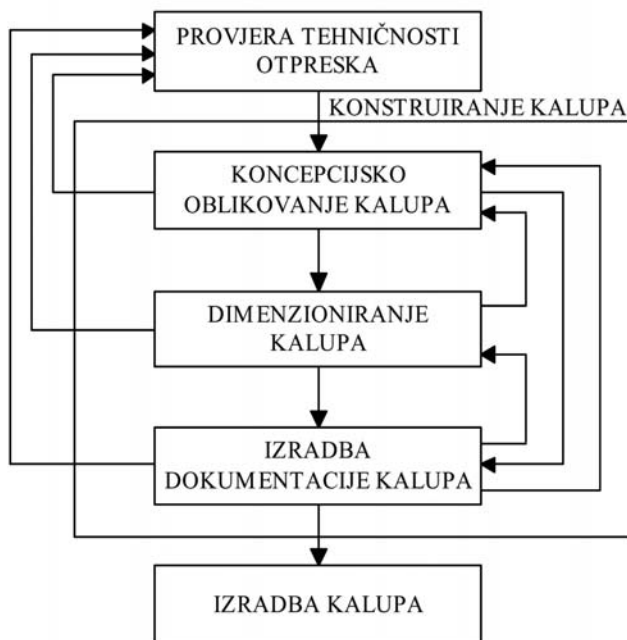 PROVJERA TEHNIČNOSTI
OTPRESKA
KONSTRUIRANJE KALUPA
KONCEPCIJSKO
OBLIKOVANJE KALUPA
DIMENZIONIRANJE
KALUPA
IZRADBA
DOKUMENTACIJE KALUPA
IZRADBA KALUPA